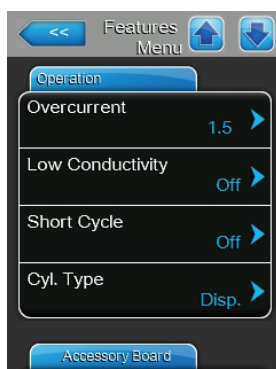 <<
Features
Menu
Operation
Overcurrent
1.5
Low Conductivity
Off
Short Cycle
Off
Cyl. Type
Disp.
Accessory Board